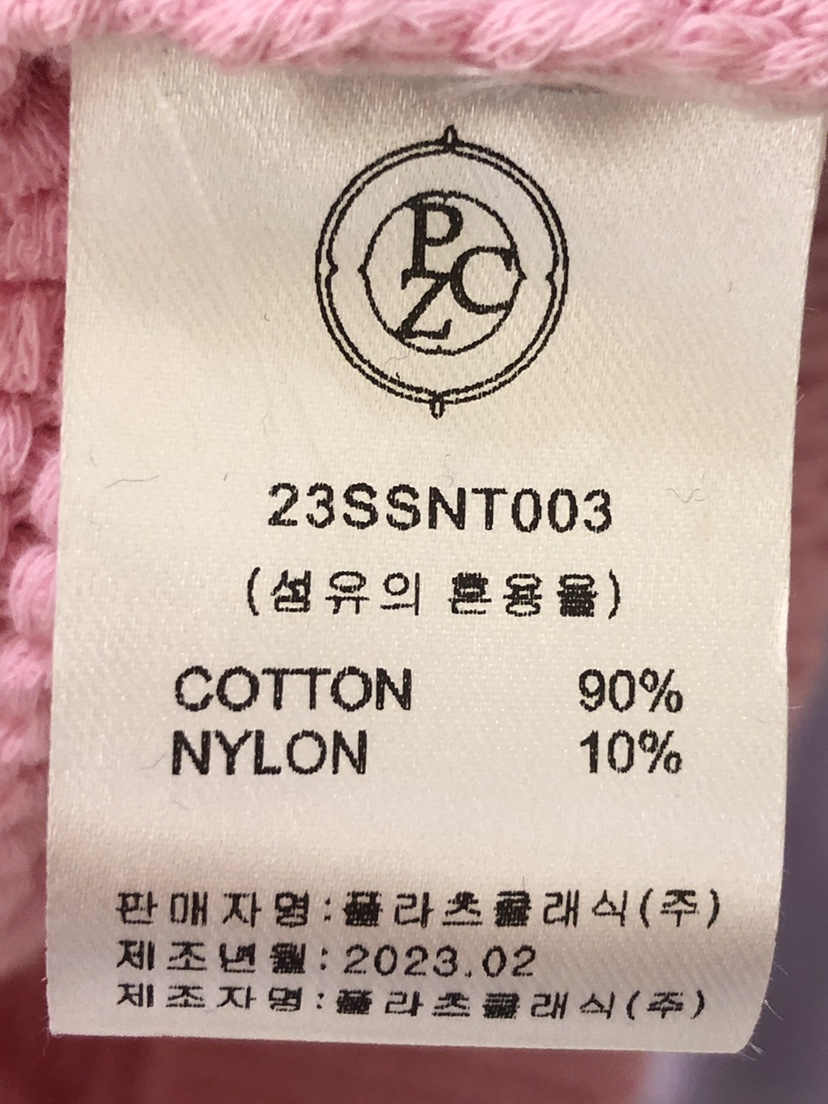 PZC
23SSNT003
(섬유의 혼용율)
COTTON 90%
NYLON 10%
판매자명:플라츠클래식(주)
제조년월:2023.02
제조자명:플라츠클래식(주)